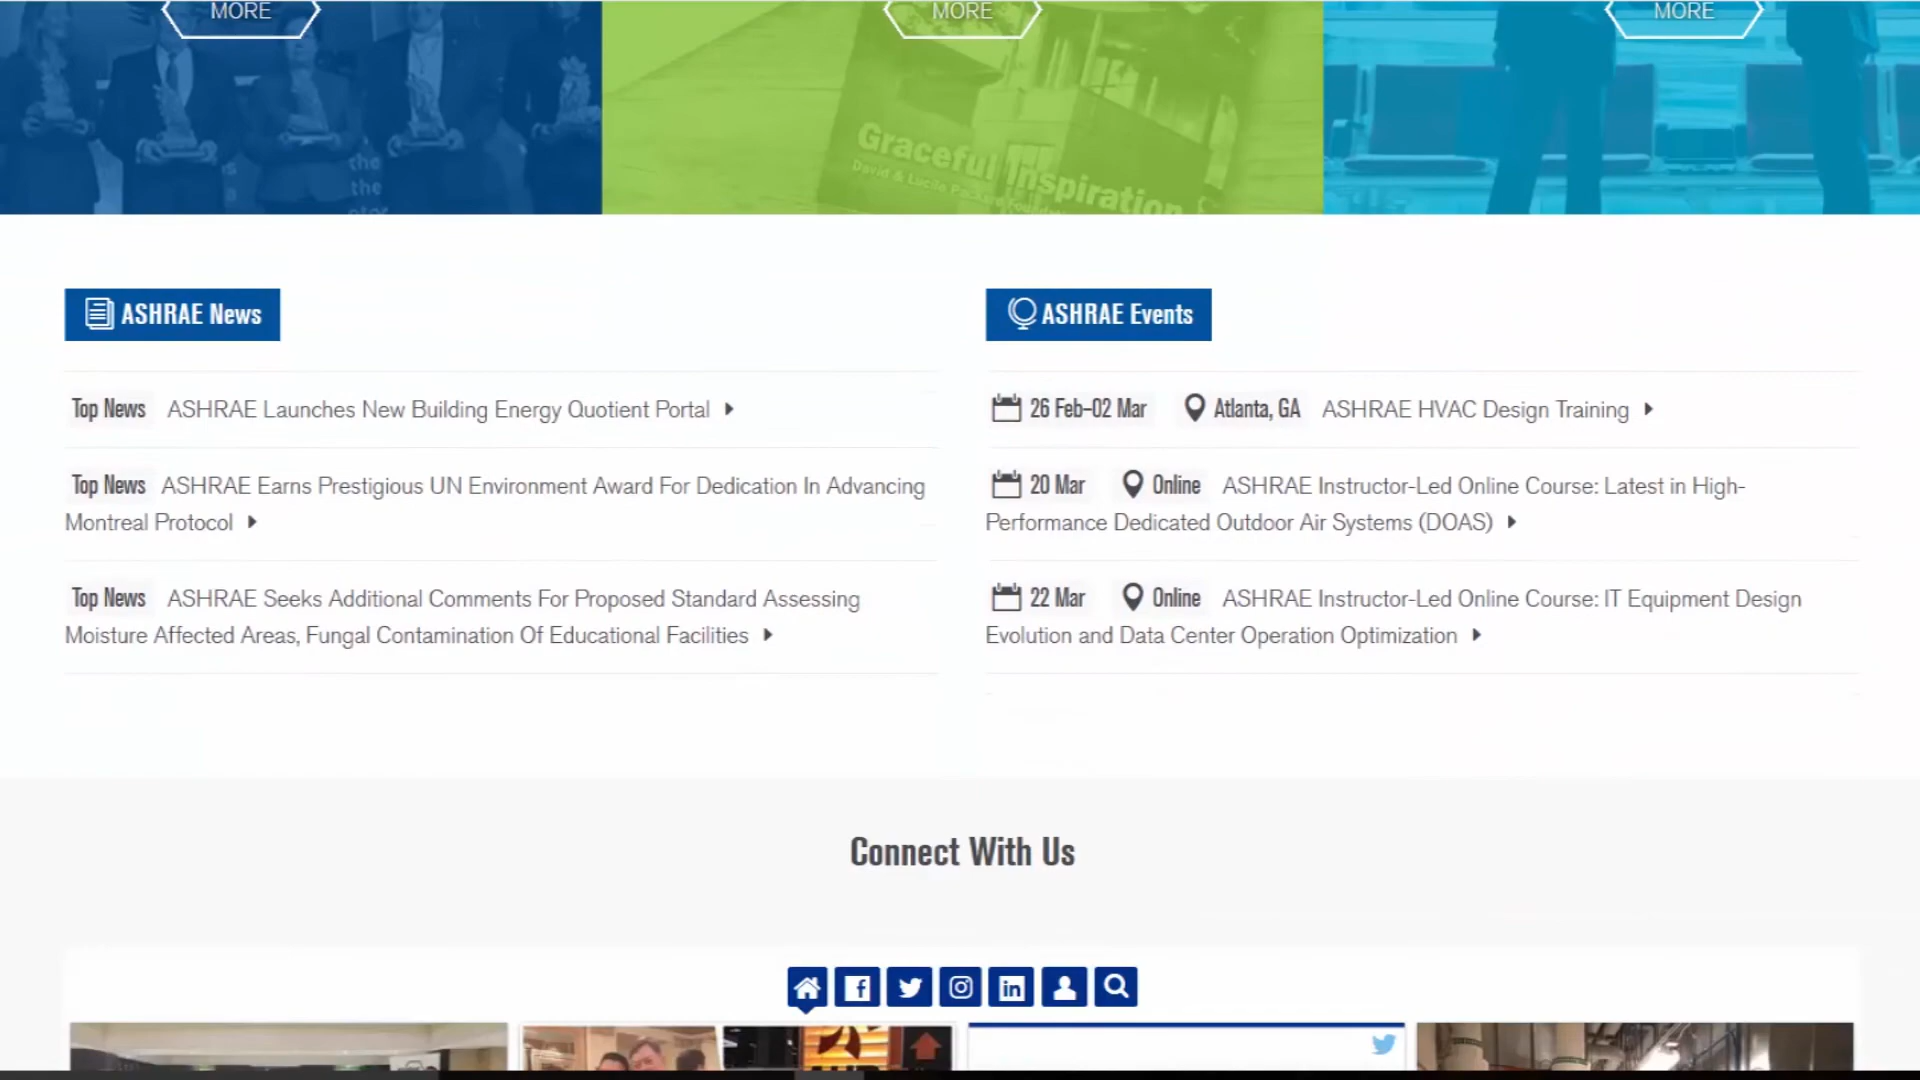 MORE
MORE
MORE
the
the
Graceful Inspiration
ASHRAE News
Top News ASHRAE Launches New Building Energy Quotient Portal
Top News ASHRAE Earns Prestigious UN Environment Award For Dedication In Advancing
Montreal Protocol
Top News ASHRAE Seeks Additional Comments For Proposed Standard Assessing
Moisture Affected Areas, Fungal Contamination Of Educational Facilities
ASHRAE Events
26 Feb-02 Mar Atlanta, GA ASHRAE HVAC Design Training
20 Mar Online ASHRAE Instructor-Led Online Course: Latest in High-
Performance Dedicated Outdoor Air Systems (DOAS)
22 Mar Online ASHRAE Instructor-Led Online Course: IT Equipment Design
Evolution and Data Center Operation Optimization
Connect With Us